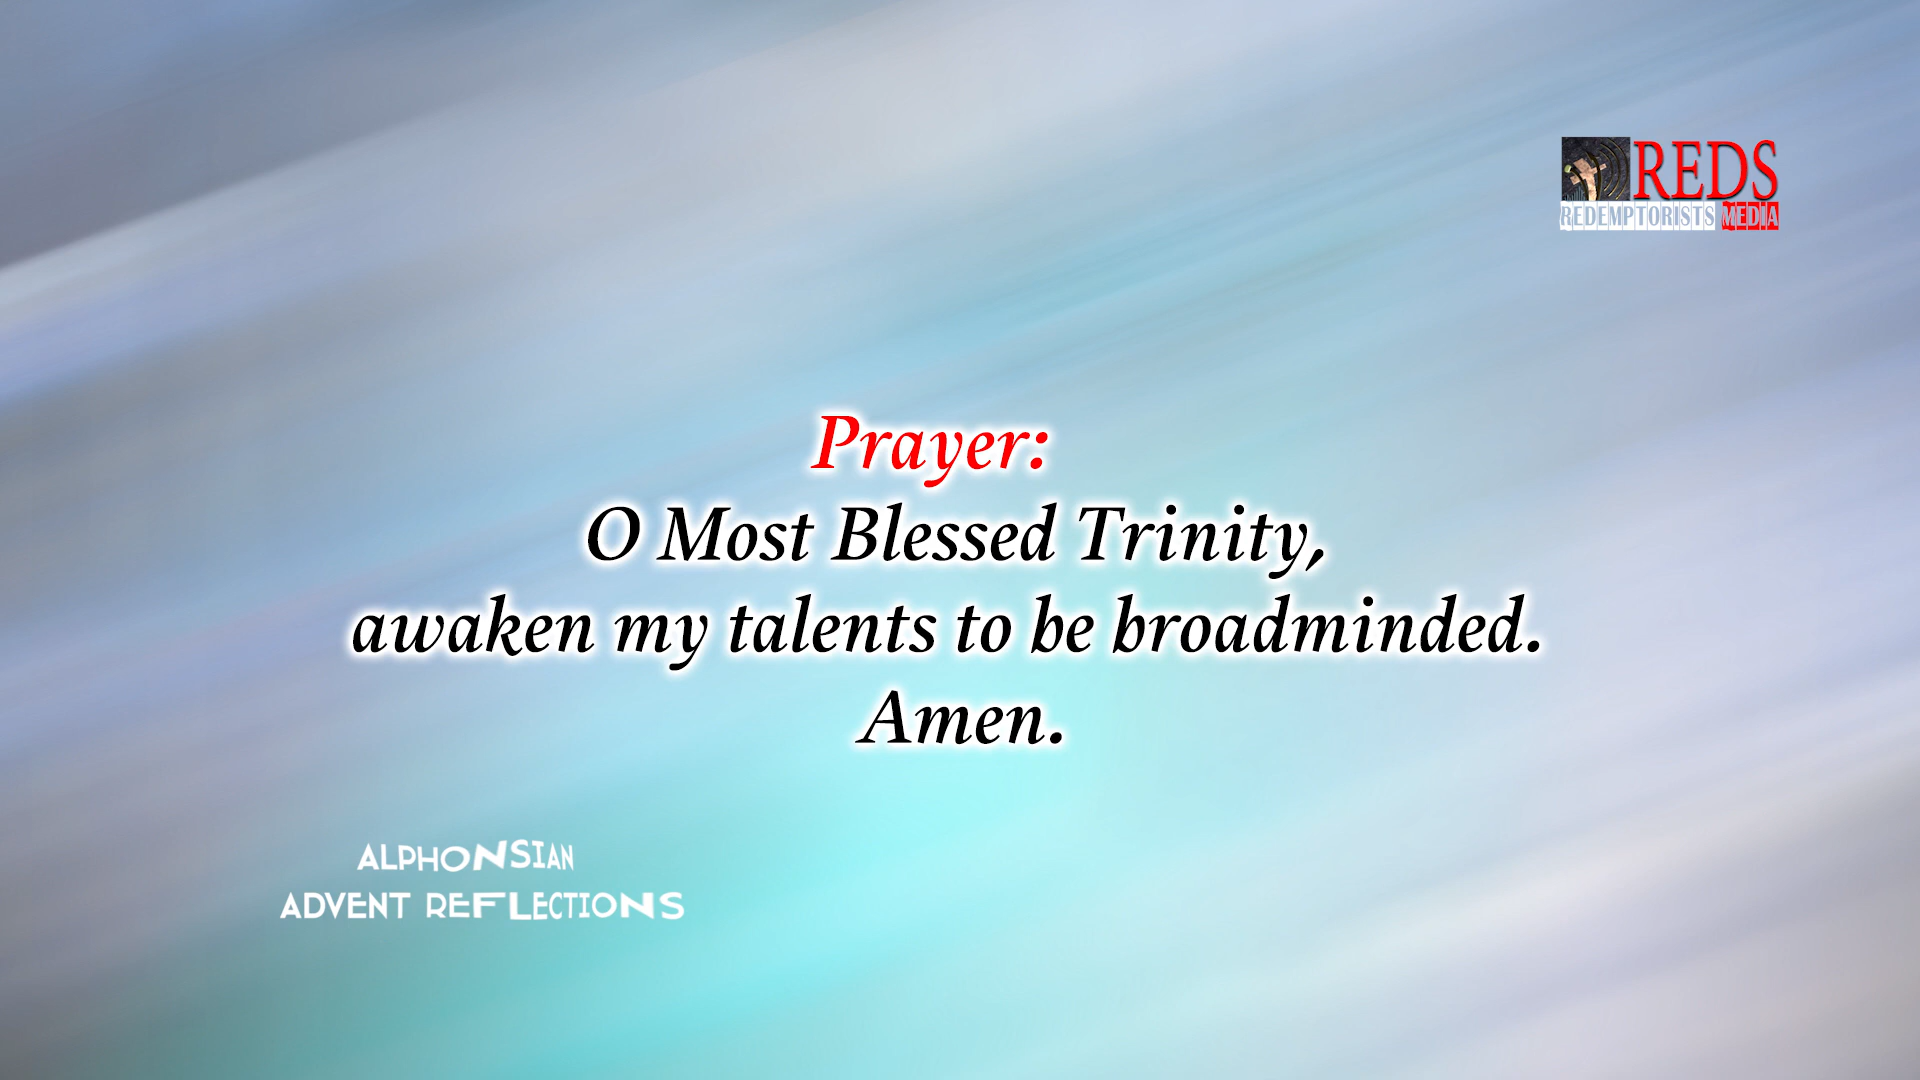 REDS
REDEMPTORISTS MEDIA
Prayer:
O Most Blessed Trinity,
awaken my talents to be broadminded.
Amen.
ALPHONSIAN
ADVENT REFLECTIONS